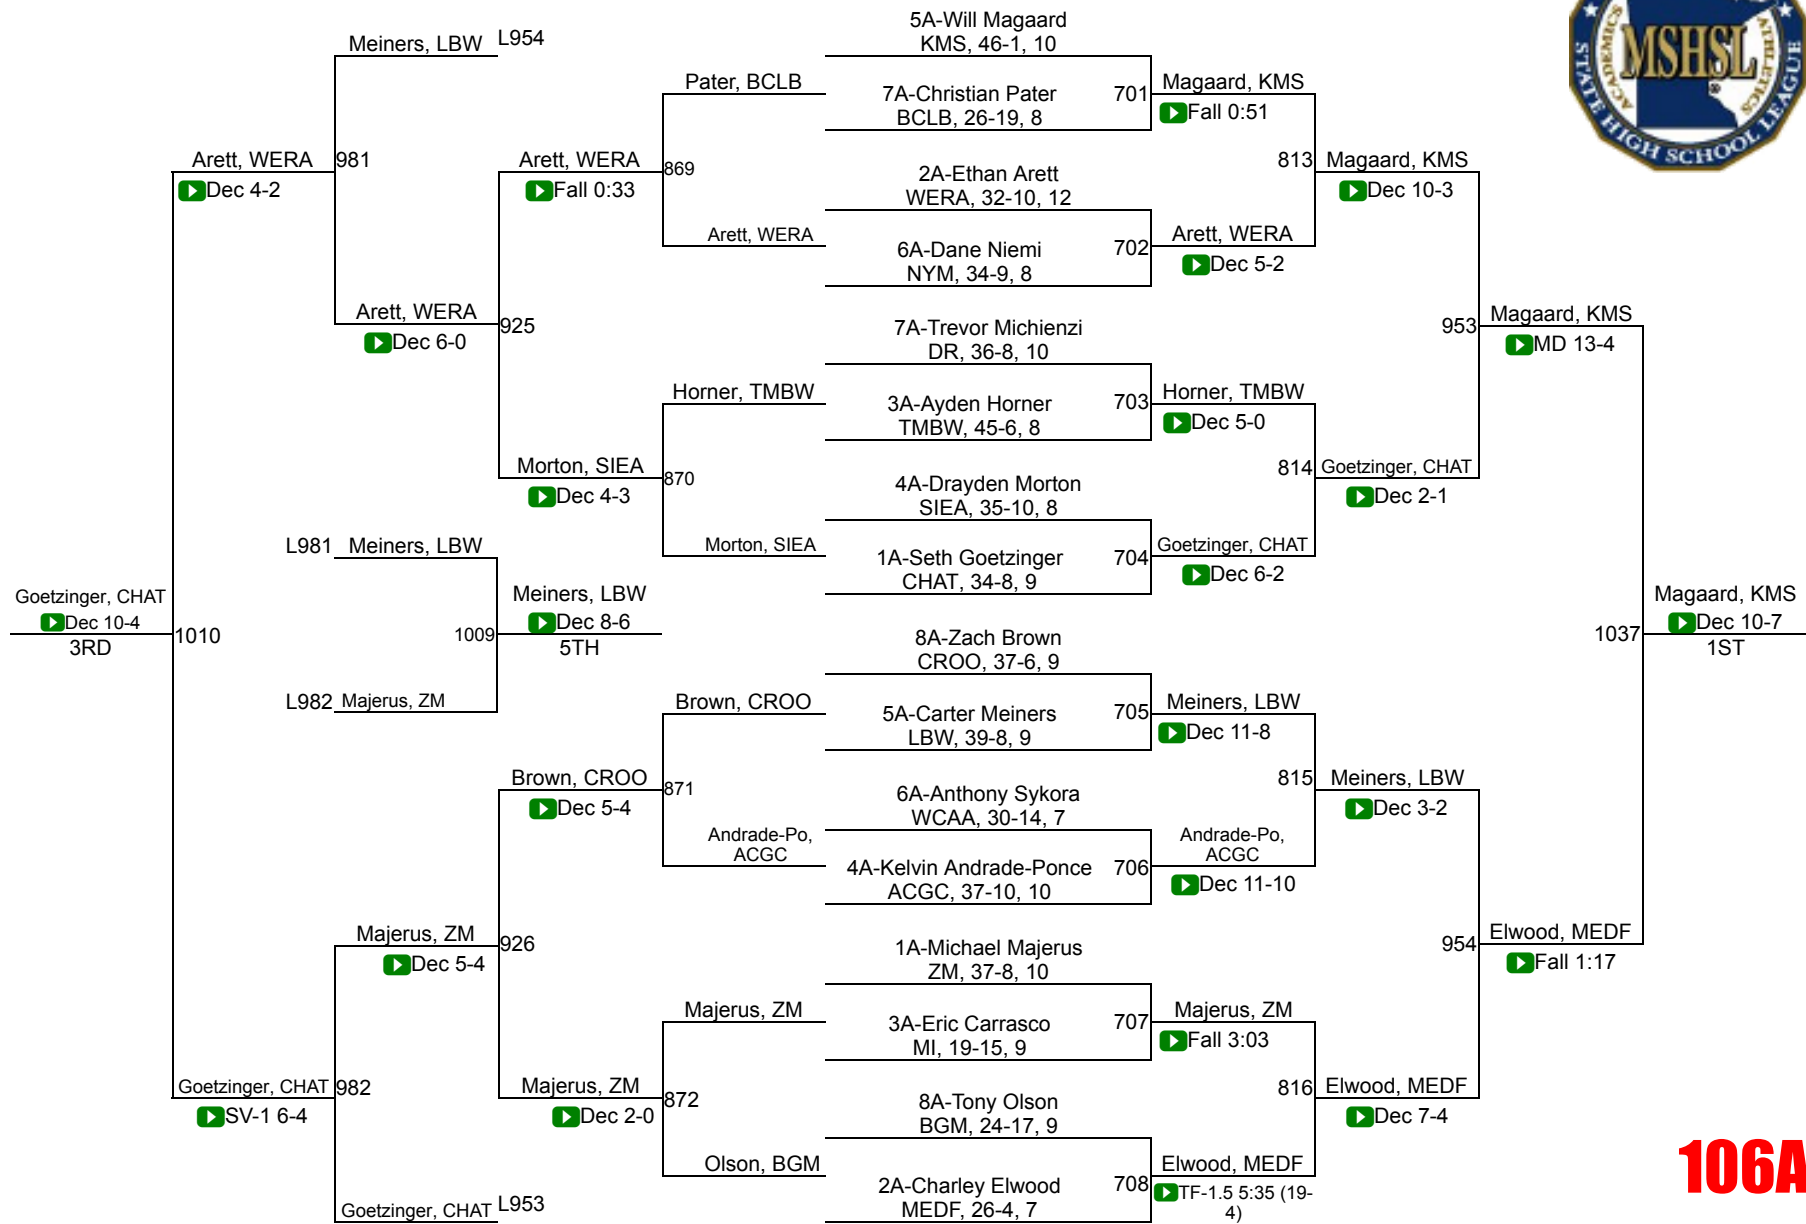 Meiners, LBW L954
Arett, WERA 981
Dec 4-2
Arett, WERA 925
Dec 6-0
Pater, BCLB
Arett, WERA 869
Fall 0:33
Arett, WERA
Horner, TMBW
Morton, SIEA 870
Dec 4-3
Morton, SIEA
L981 Meiners, LBW
Goetzinger, CHAT
Dec 10-4
3RD
1010
1009
Meiners, LBW
Dec 8-6
5TH
L982 Majerus, ZM
Brown, CROO
Brown, CROO 871
Dec 5-4
Andrade-Po,
ACGC
Majerus, ZM 926
Dec 5-4
Majerus, ZM
Goetzinger, CHAT 982
SV-1 6-4
Majerus, ZM 872
Dec 2-0
Olson, BGM
Goetzinger, CHAT L953
5A-Will Magaard
KMS, 46-1, 10
7A-Christian Pater
BCLB, 26-19, 8
701
2A-Ethan Arett
WERA, 32-10, 12
6A-Dane Niemi
NYM, 34-9, 8
702
7A-Trevor Michienzi
DR, 36-8, 10
3A-Ayden Horner
TMBW, 45-6, 8
703
4A-Drayden Morton
SIEA, 35-10, 8
1A-Seth Goetzinger
CHAT, 34-8, 9
704
8A-Zach Brown
CROO, 37-6, 9
5A-Carter Meiners
LBW, 39-8, 9
705
6A-Anthony Sykora
WCAA, 30-14, 7
4A-Kelvin Andrade-Ponce
ACGC, 37-10, 10
706
1A-Michael Majerus
ZM, 37-8, 10
3A-Eric Carrasco
MI, 19-15, 9
707
8A-Tony Olson
BGM, 24-17, 9
2A-Charley Elwood
MEDF, 26-4, 7
708
Magaard, KMS
Fall 0:51
813 Magaard, KMS
Dec 10-3
Arett, WERA
Dec 5-2
953 Magaard, KMS
MD 13-4
Horner, TMBW
Dec 5-0
814 Goetzinger, CHAT
Dec 2-1
Goetzinger, CHAT
Dec 6-2
1037
Magaard, KMS
Dec 10-7
1ST
Meiners, LBW
Dec 11-8
815 Meiners, LBW
Dec 3-2
Andrade-Po,
ACGC
Dec 11-10
954 Elwood, MEDF
Fall 1:17
Majerus, ZM
Fall 3:03
816 Elwood, MEDF
Dec 7-4
Elwood, MEDF
TF-1.5 5:35 (19-
4)
ACADEMICS
MSHSL
ATHLETICS
STATE HIGH SCHOOL LEAGUE
106A